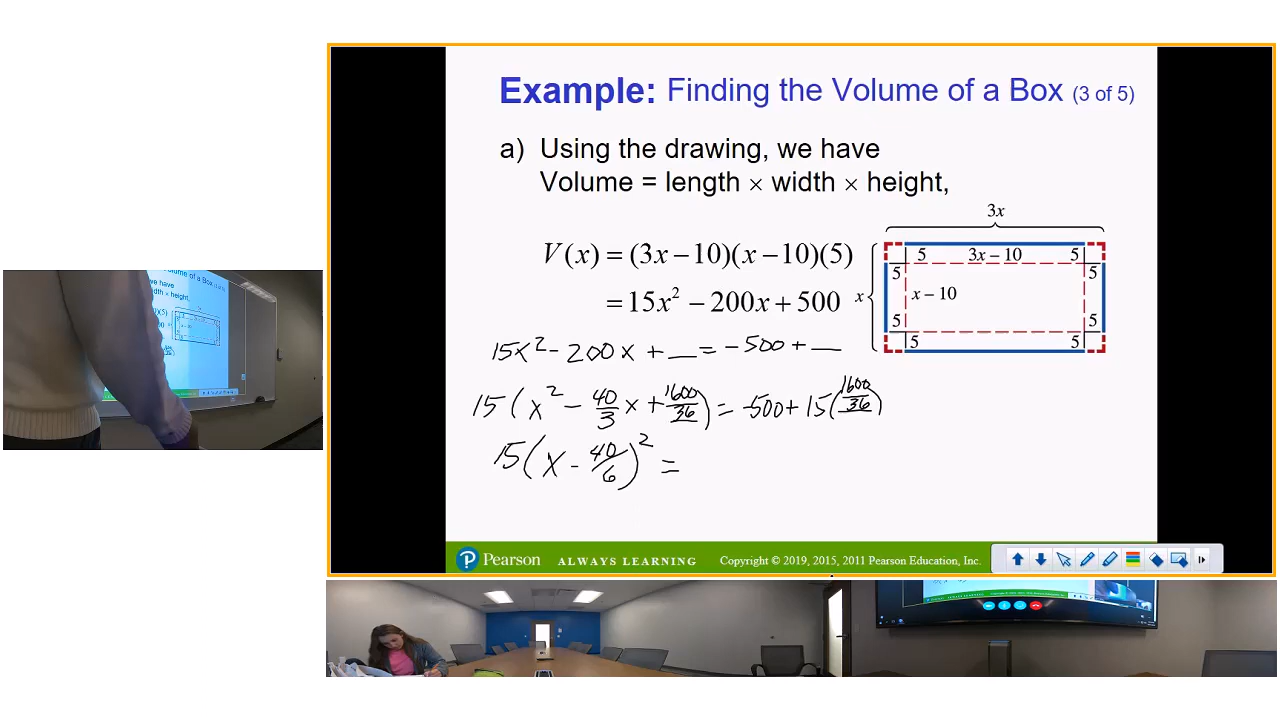 Example: Finding the Volume of a Box (3 of 5)
a) Using the drawing, we have
Volume = length × width × height,
V(x) = (3x − 10)(x − 10)(5)
= 15x² − 200x + 500
3x
5 3x − 10 5
5 5
x x − 10
5 5
5 5
15x² − 200x + __ = −500 + __
15(x² − 40/3 x + 1600/36) = −500 + 15(1600/36)
15(x − 40/6)² =
P Pearson ALWAYS LEARNING Copyright © 2019, 2015, 2011 Pearson Education, Inc.